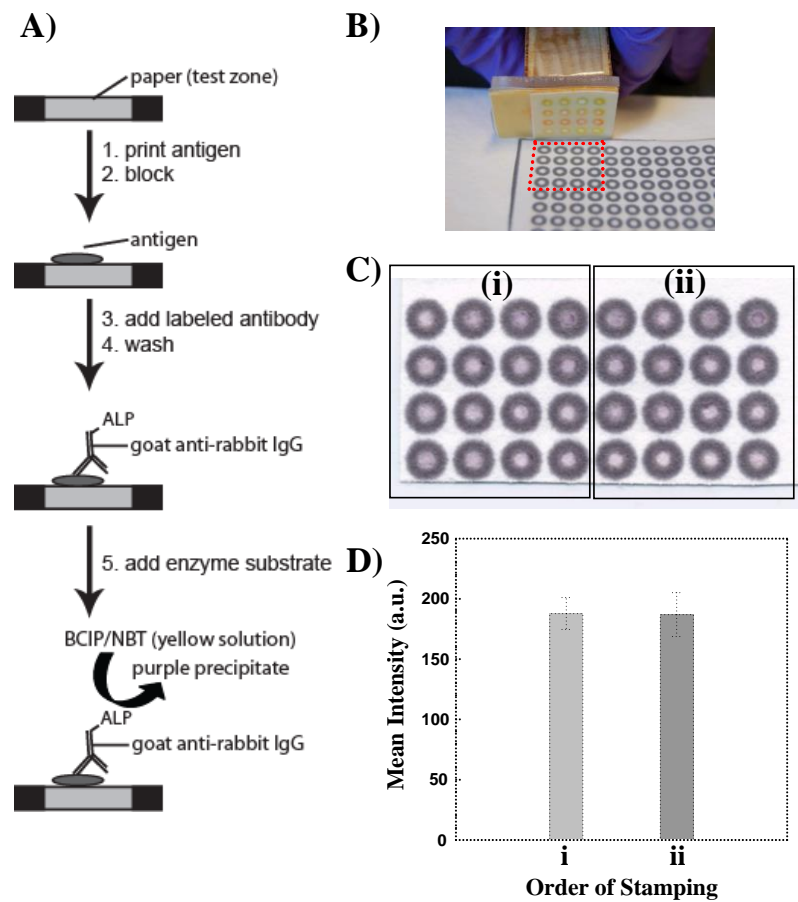 A)
paper (test zone)
1. print antigen
2. block
antigen
3. add labeled antibody
4. wash
ALP
goat anti-rabbit IgG
5. add enzyme substrate
BCIP/NBT (yellow solution)
purple precipitate
ALP
goat anti-rabbit IgG
B)
C)
(i)
(ii)
D)
250
200
150
100
50
0
Mean Intensity (a.u.)
i
ii
Order of Stamping